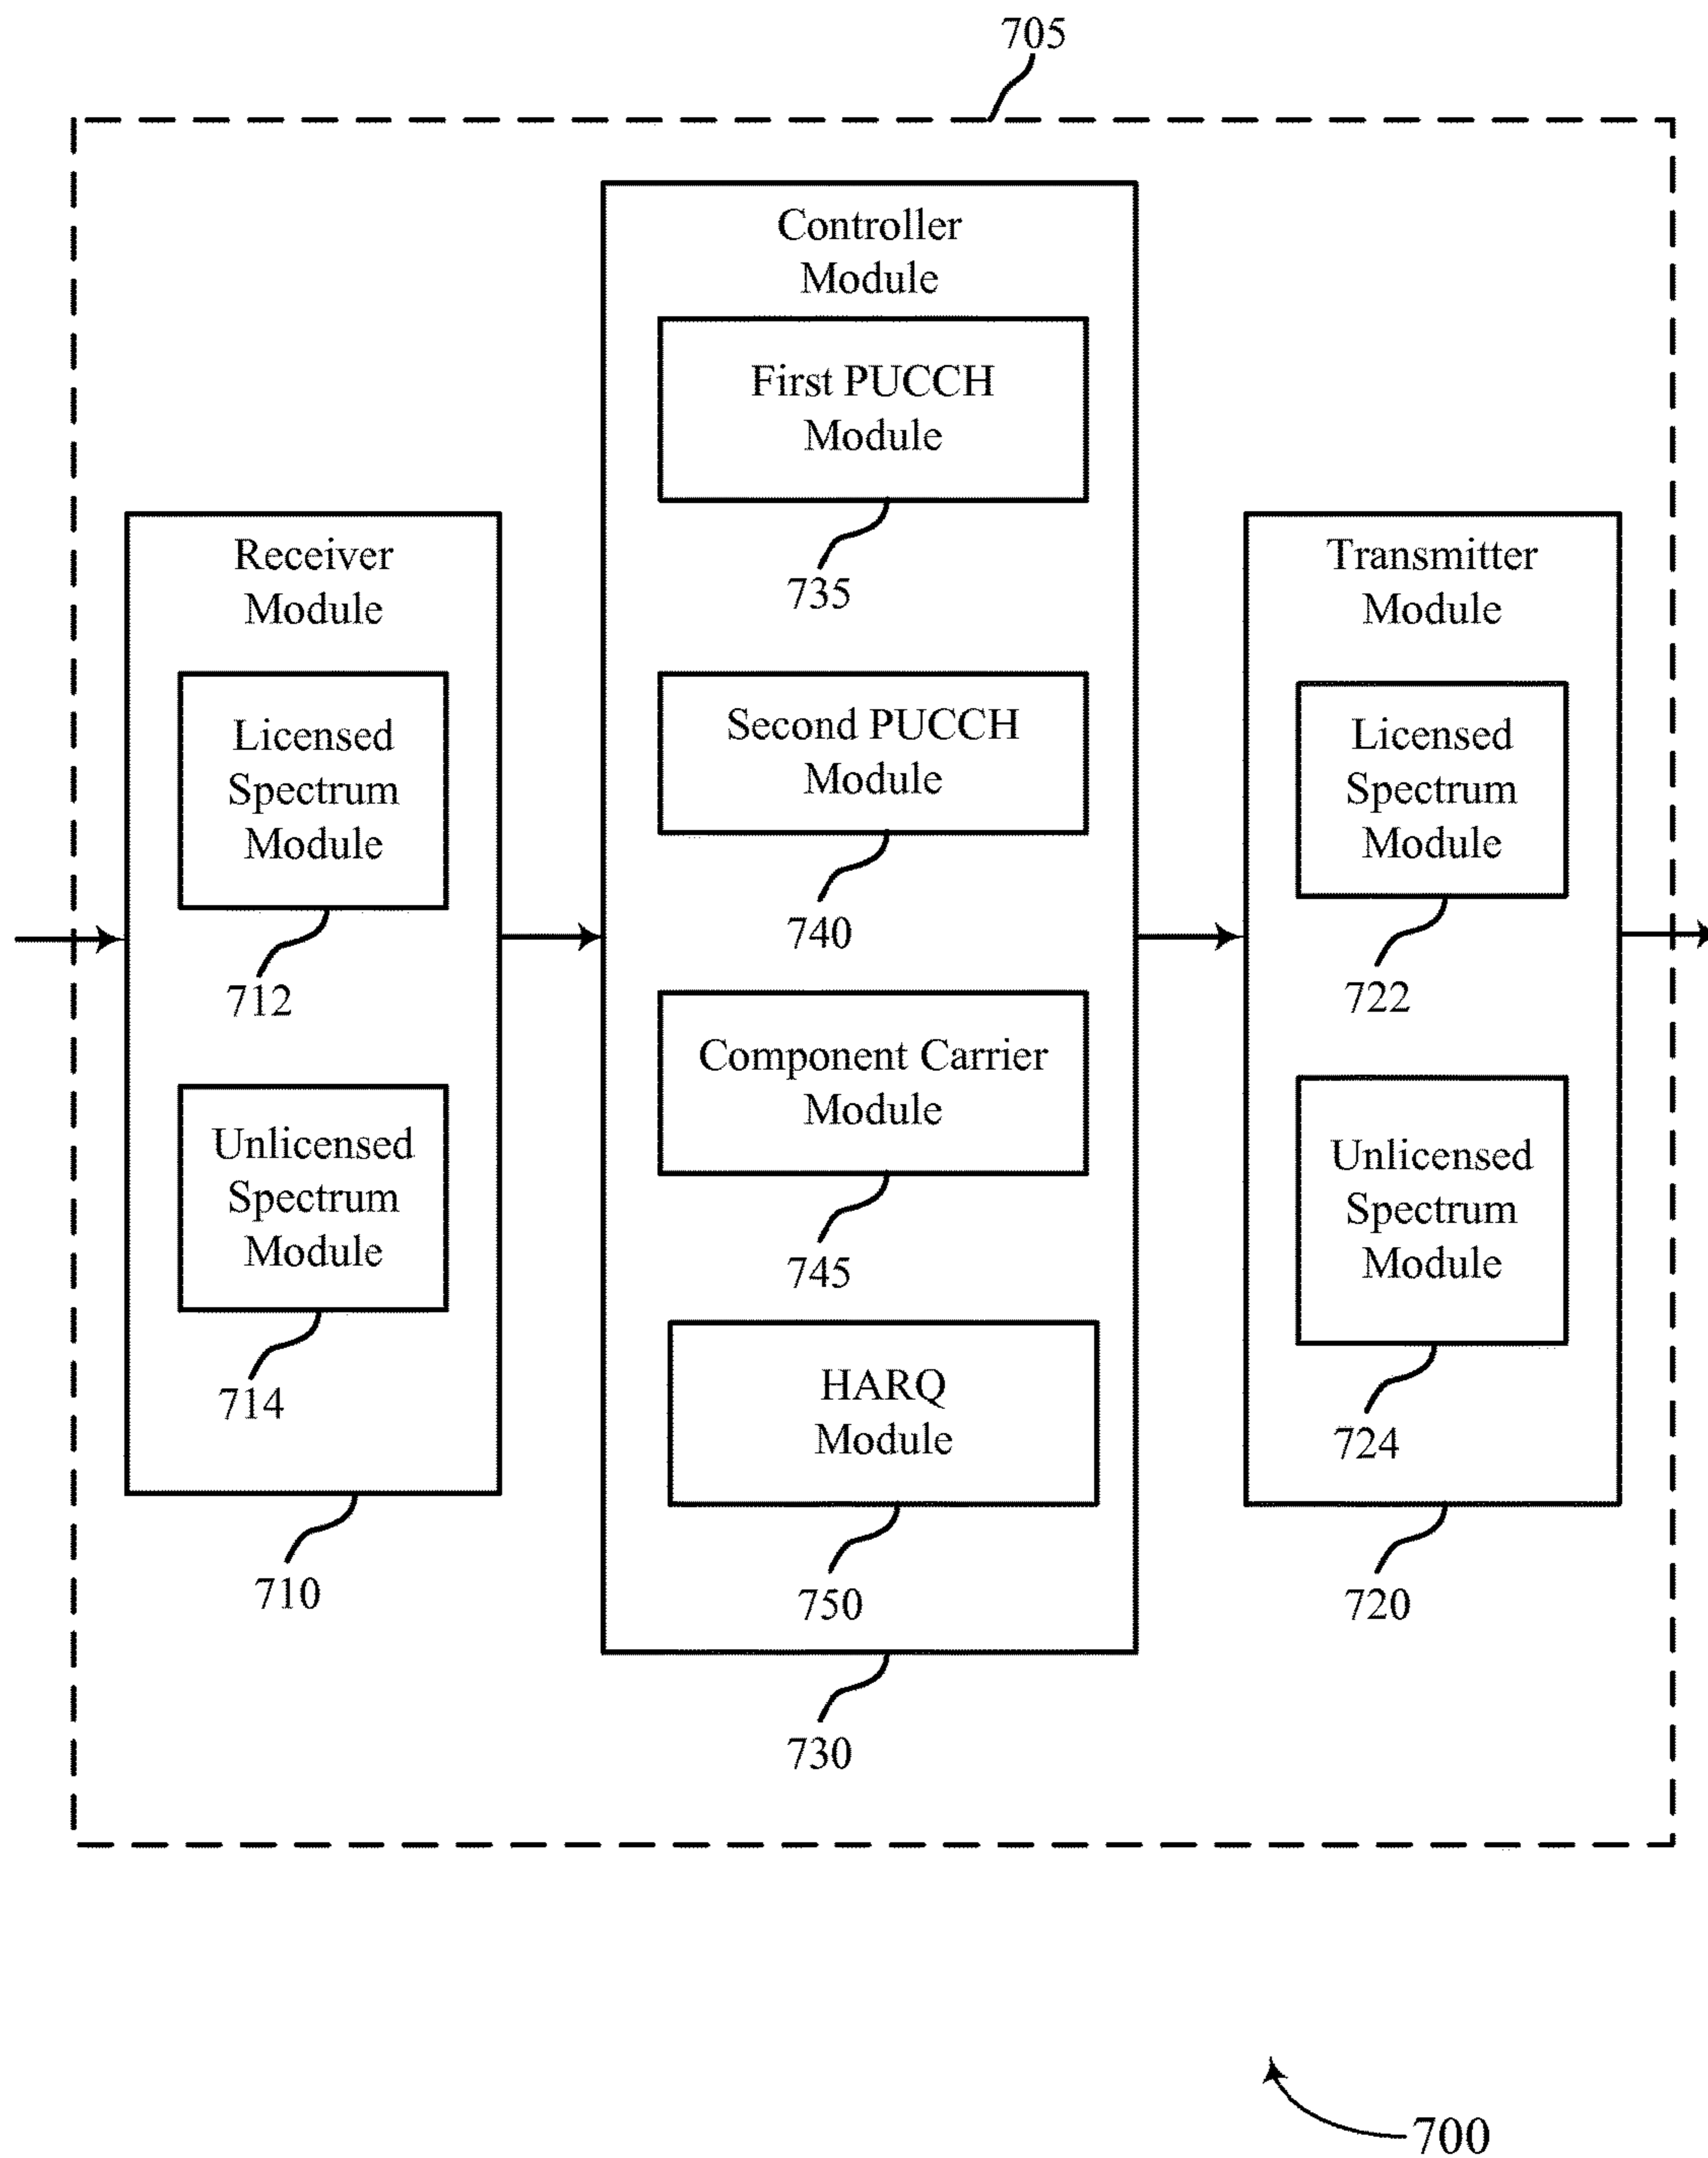 705
Controller
Module
First PUCCH
Module
735
Second PUCCH
Module
740
Component Carrier
Module
745
HARQ
Module
750
730
Receiver
Module
Licensed
Spectrum
Module
712
Unlicensed
Spectrum
Module
714
710
Transmitter
Module
Licensed
Spectrum
Module
722
Unlicensed
Spectrum
Module
724
720
700